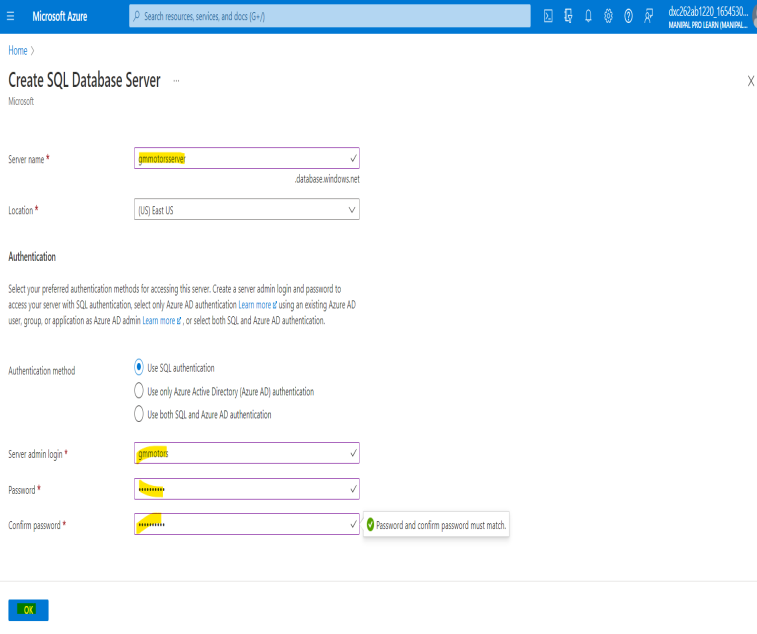 Microsoft Azure
Search resources, services, and docs (G+/)
dxc262ab1220_1654530...
MANIPAL PRO LEARN (MANIPAL...
Home >
Create SQL Database Server ...
Microsoft
Server name *
gmmotorsserver
.database.windows.net
Location *
(US) East US
Authentication
Select your preferred authentication methods for accessing this server. Create a server admin login and password to
access your server with SQL authentication, select only Azure AD authentication Learn more using an existing Azure AD
user, group, or application as Azure AD admin Learn more , or select both SQL and Azure AD authentication.
Authentication method
Use SQL authentication
Use only Azure Active Directory (Azure AD) authentication
Use both SQL and Azure AD authentication
Server admin login *
gmmotors
Password *
••••••••••
Confirm password *
••••••••••
Password and confirm password must match.
OK